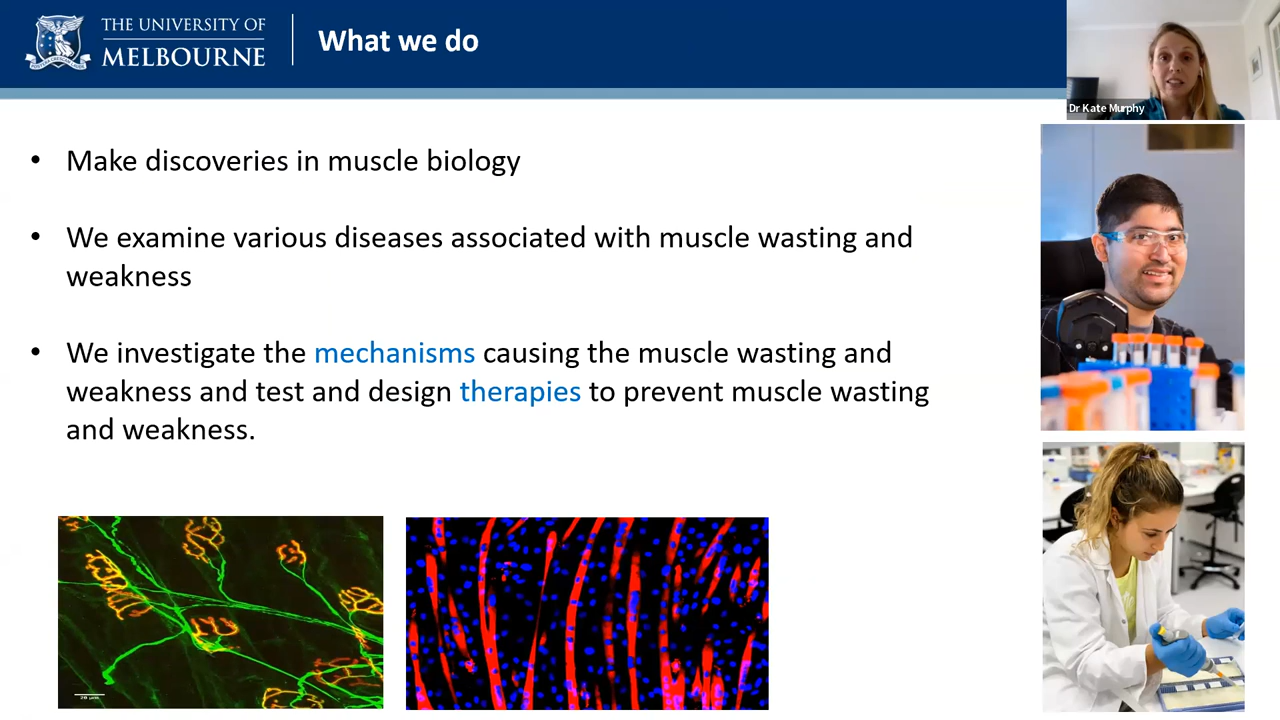 THE UNIVERSITY OF
MELBOURNE
What we do
Dr Kate Murphy
• Make discoveries in muscle biology
• We examine various diseases associated with muscle wasting and
weakness
• We investigate the mechanisms causing the muscle wasting and
weakness and test and design therapies to prevent muscle wasting
and weakness.